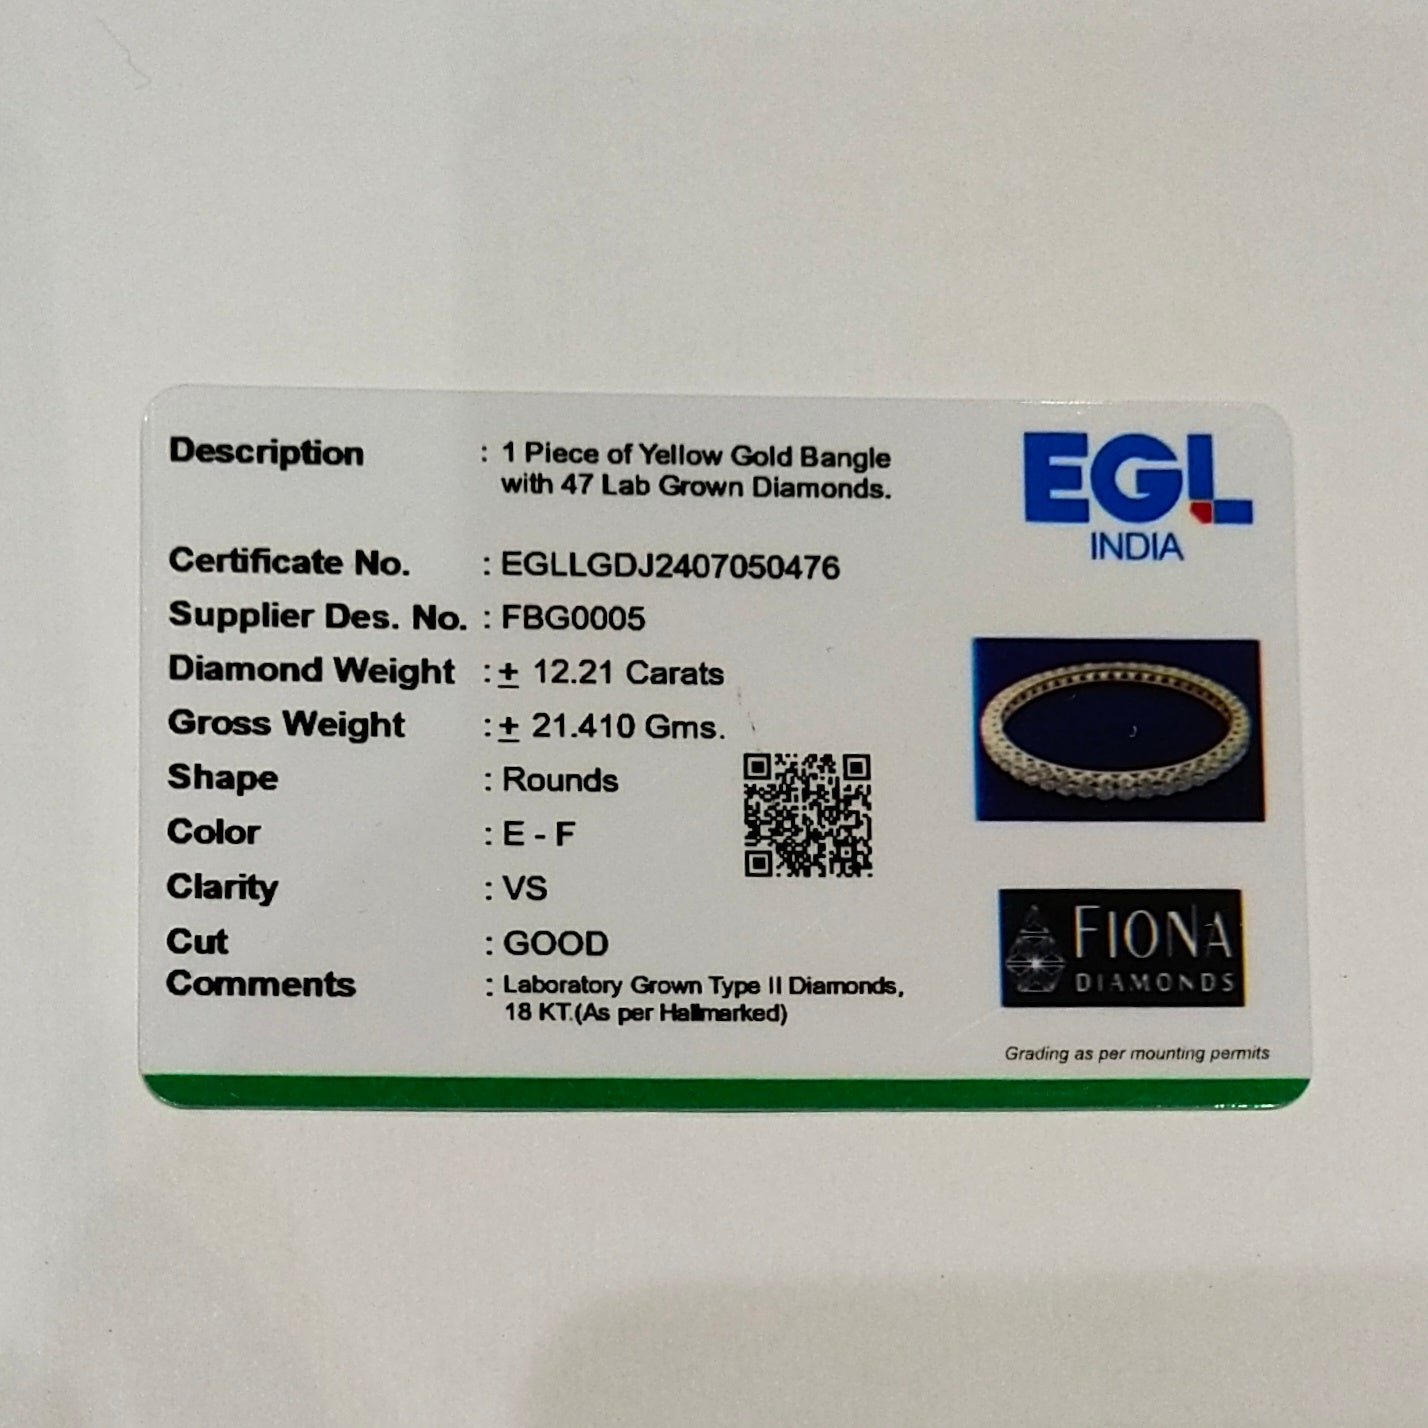 Description : 1 Piece of Yellow Gold Bangle
with 47 Lab Grown Diamonds.
Certificate No. : EGLLGDJ2407050476
Supplier Des. No. : FBG0005
Diamond Weight : ± 12.21 Carats
Gross Weight : ± 21.410 Gms.
Shape : Rounds
Color : E - F
Clarity : VS
Cut : GOOD
Comments : Laboratory Grown Type II Diamonds,
18 KT.(As per Hallmarked)
EGL
INDIA
FIONA
DIAMONDS
Grading as per mounting permits